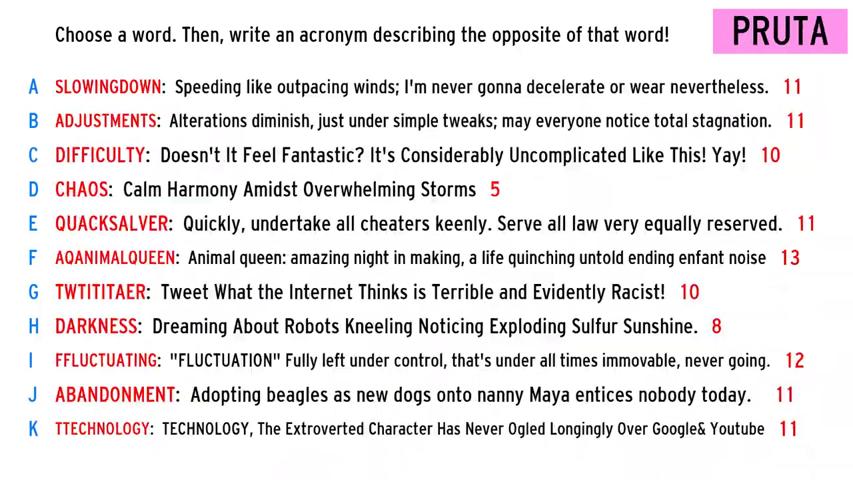 Choose a word. Then, write an acronym describing the opposite of that word!
PRUTA
A SLOWINGDOWN: Speeding like outpacing winds; I'm never gonna decelerate or wear nevertheless. 11
B ADJUSTMENTS: Alterations diminish, just under simple tweaks; may everyone notice total stagnation. 11
C DIFFICULTY: Doesn't It Feel Fantastic? It's Considerably Uncomplicated Like This! Yay! 10
D CHAOS: Calm Harmony Amidst Overwhelming Storms 5
E QUACKSALVER: Quickly, undertake all cheaters keenly. Serve all law very equally reserved. 11
F AQANIMALQUEEN: Animal queen: amazing night in making, a life quinching untold ending enfant noise 13
G TWTITITAER: Tweet What the Internet Thinks is Terrible and Evidently Racist! 10
H DARKNESS: Dreaming About Robots Kneeling Noticing Exploding Sulfur Sunshine. 8
I FFLUCTUATING: "FLUCTUATION" Fully left under control, that's under all times immovable, never going. 12
J ABANDONMENT: Adopting beagles as new dogs onto nanny Maya entices nobody today. 11
K TTECHNOLOGY: TECHNOLOGY, The Extroverted Character Has Never Ogled Longingly Over Google& Youtube 11